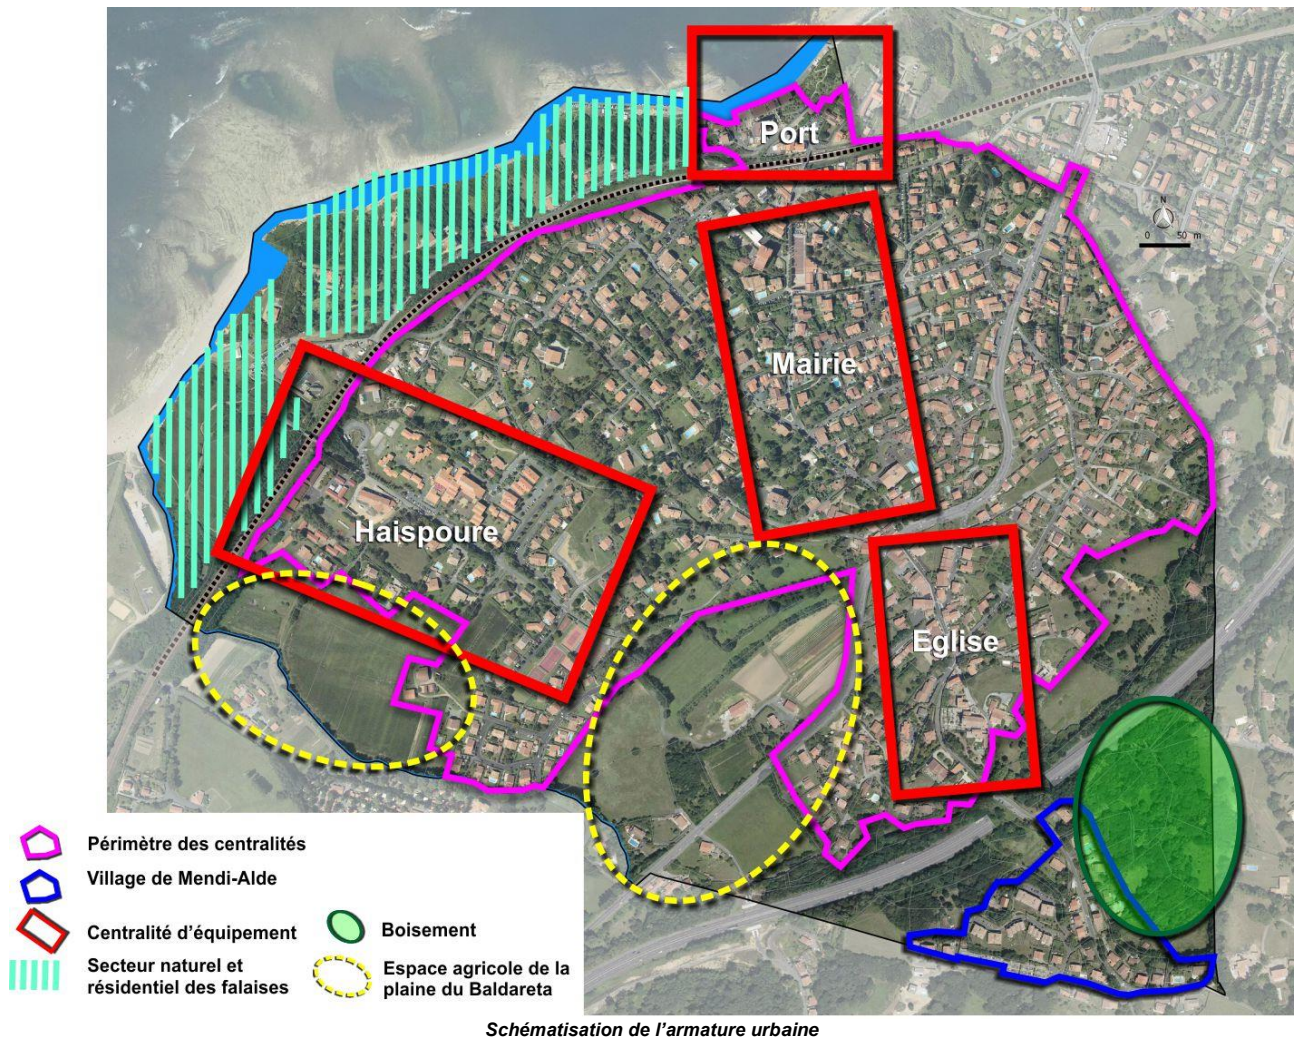 Port
N
0 50 m
Mairie
Haispoure
Eglise
Périmètre des centralités
Village de Mendi-Alde
Centralité d'équipement
Secteur naturel et
résidentiel des falaises
Boisement
Espace agricole de la
plaine du Baldareta
Schématisation de l'armature urbaine